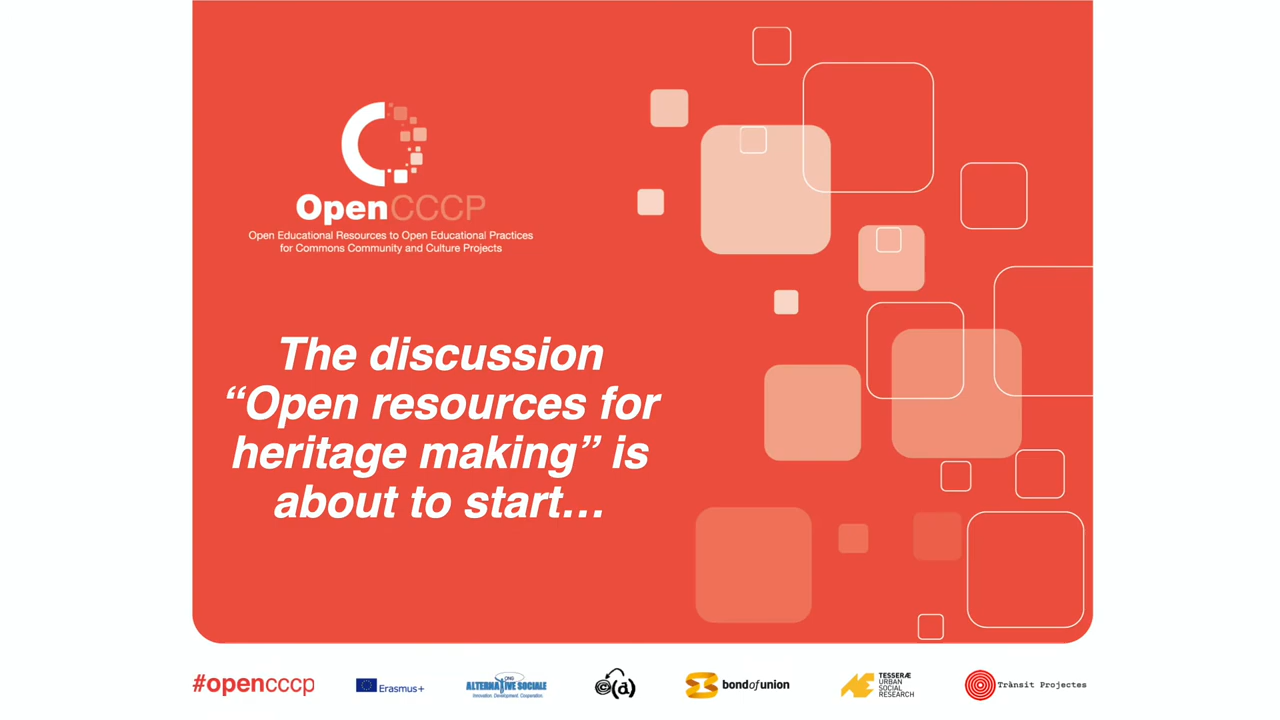 OpenCCCP
Open Educational Resources to Open Educational Practices
for Commons Community and Culture Projects
The discussion
“Open resources for
heritage making” is
about to start…
#opencccp
Erasmus+
ONG
ALTERNATIVE SOCIALE
Innovation. Development. Cooperation.
©(d)
bondofunion
TESSERÆ
URBAN
SOCIAL
RESEARCH
Trànsit Projectes